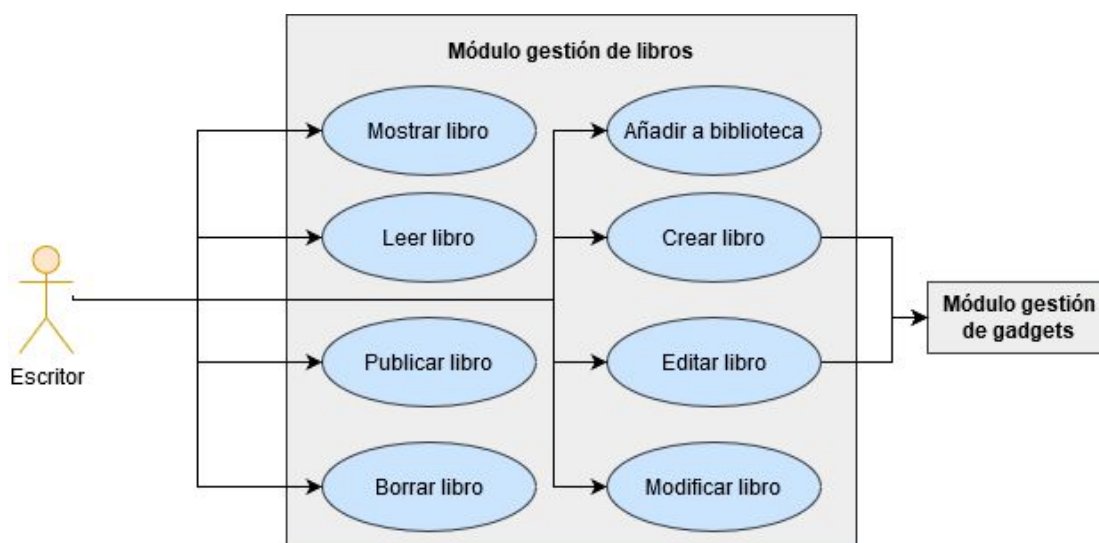 Módulo gestión de libros
Mostrar libro
Añadir a biblioteca
Leer libro
Crear libro
Módulo gestión
de gadgets
Publicar libro
Editar libro
Escritor
Borrar libro
Modificar libro